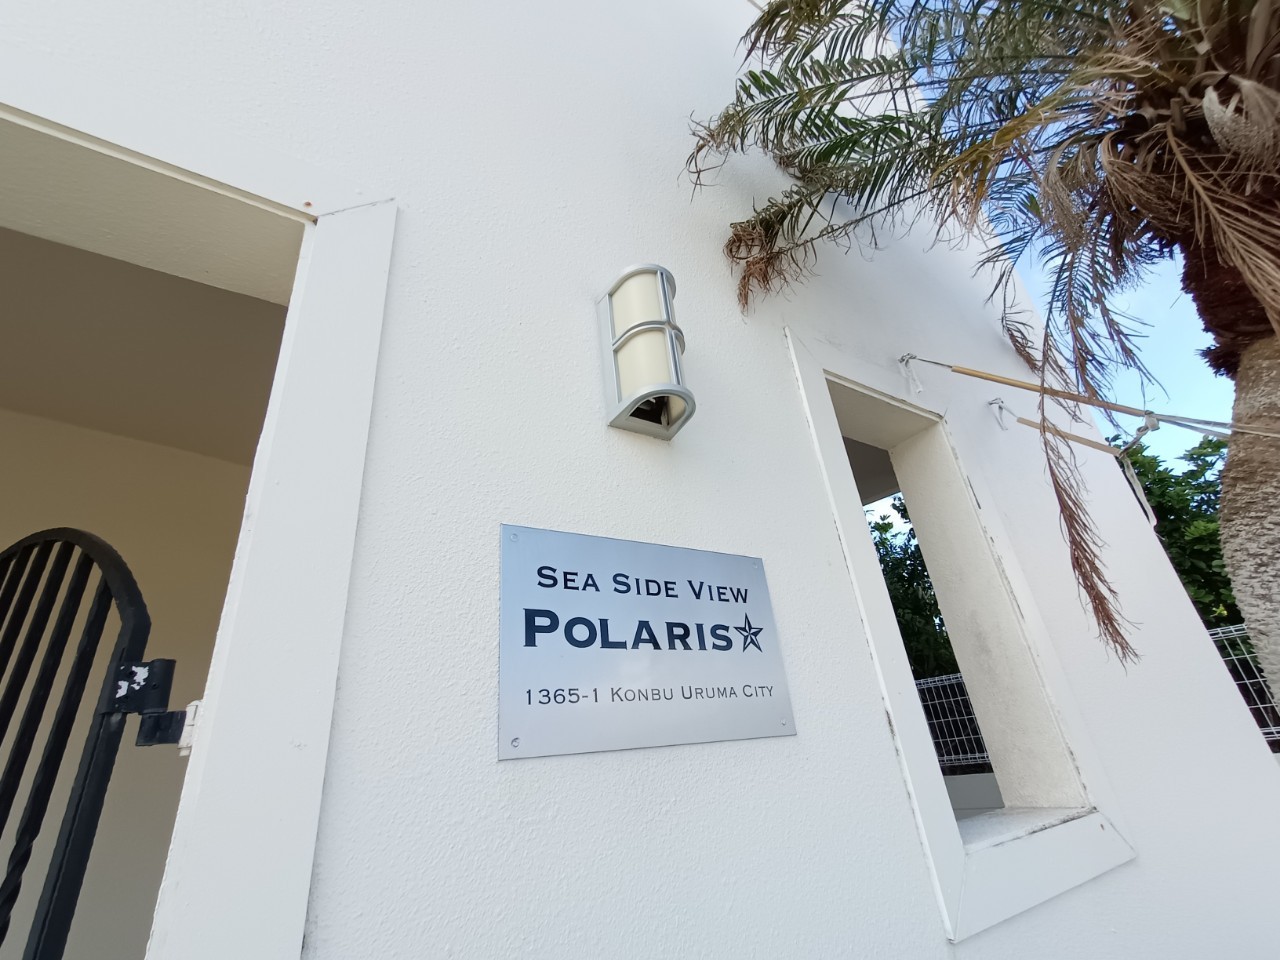 SEA SIDE VIEW
POLARIS
1365-1 KONBU URUMA CITY